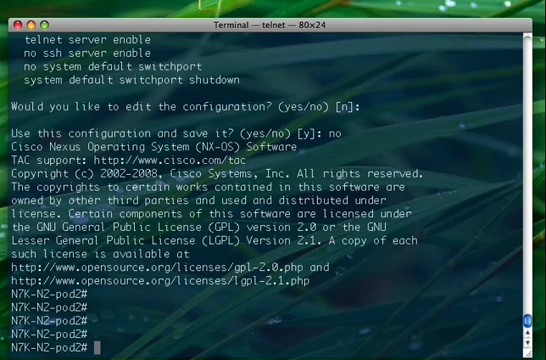 Terminal — telnet — 80×24
telnet server enable
no ssh server enable
no system default switchport
system default switchport shutdown
Would you like to edit the configuration? (yes/no) [n]:
Use this configuration and save it? (yes/no) [y]: no
Cisco Nexus Operating System (NX-OS) Software
TAC support: http://www.cisco.com/tac
Copyright (c) 2002-2008, Cisco Systems, Inc. All rights reserved.
The copyrights to certain works contained in this software are
owned by other third parties and used and distributed under
license. Certain components of this software are licensed under
the GNU General Public License (GPL) version 2.0 or the GNU
Lesser General Public License (LGPL) Version 2.1. A copy of each
such license is available at
http://www.opensource.org/licenses/gpl-2.0.php and
http://www.opensource.org/licenses/lgpl-2.1.php
N7K-N2-pod2#
N7K-N2-pod2#
N7K-N2-pod2#
N7K-N2-pod2#
N7K-N2-pod2#